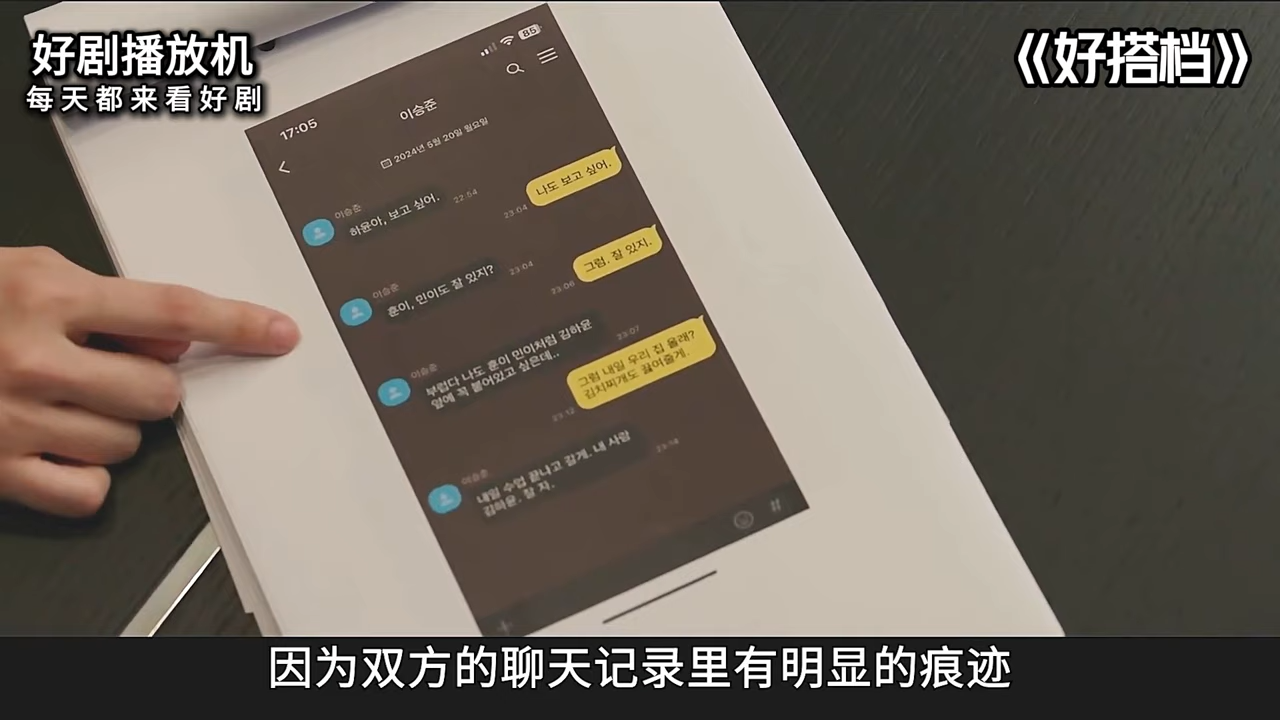 好剧播放机
每天都来看好剧
《好搭档》
86
17:05
이승준
2024년 5월 20일 월요일
이승준
하윤아, 보고 싶어.
22:54
나도 보고 싶어.
23:04
이승준
훈이, 민이도 잘 있지?
23:04
그럼. 잘 있지.
23:06
이승준
부럽다 나도 훈이 민이처럼 김하윤
옆에 꼭 붙어있고 싶은데..
23:07
그럼 내일 우리 집 올래?
김치찌개도 끓여줄게.
23:12
이승준
내일 수업 끝나고 갈게. 내 사랑
김하윤. 잘 자.
23:14
因为双方的聊天记录里有明显的痕迹